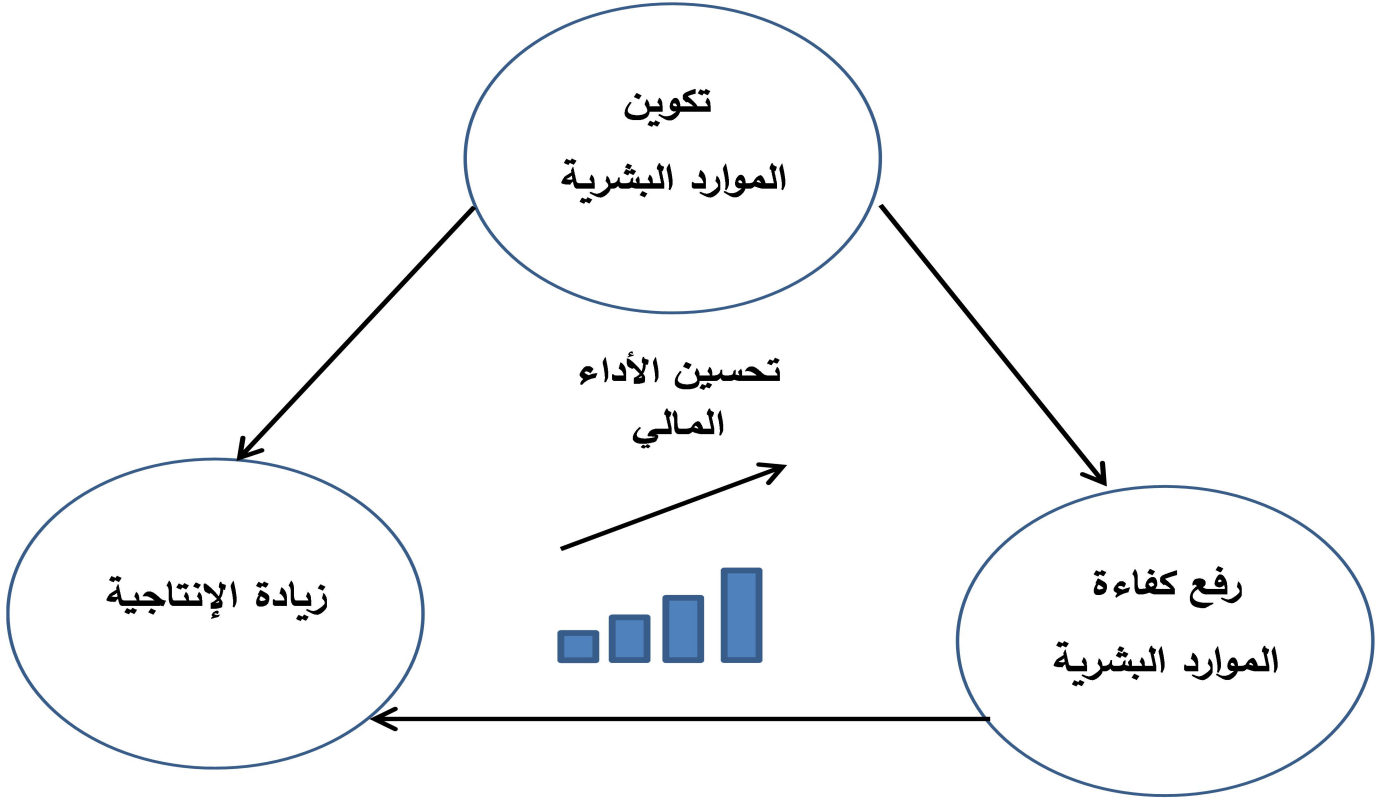 تكوين
الموارد البشرية
تحسين الأداء
المالي
رفع كفاءة
الموارد البشرية
زيادة الإنتاجية